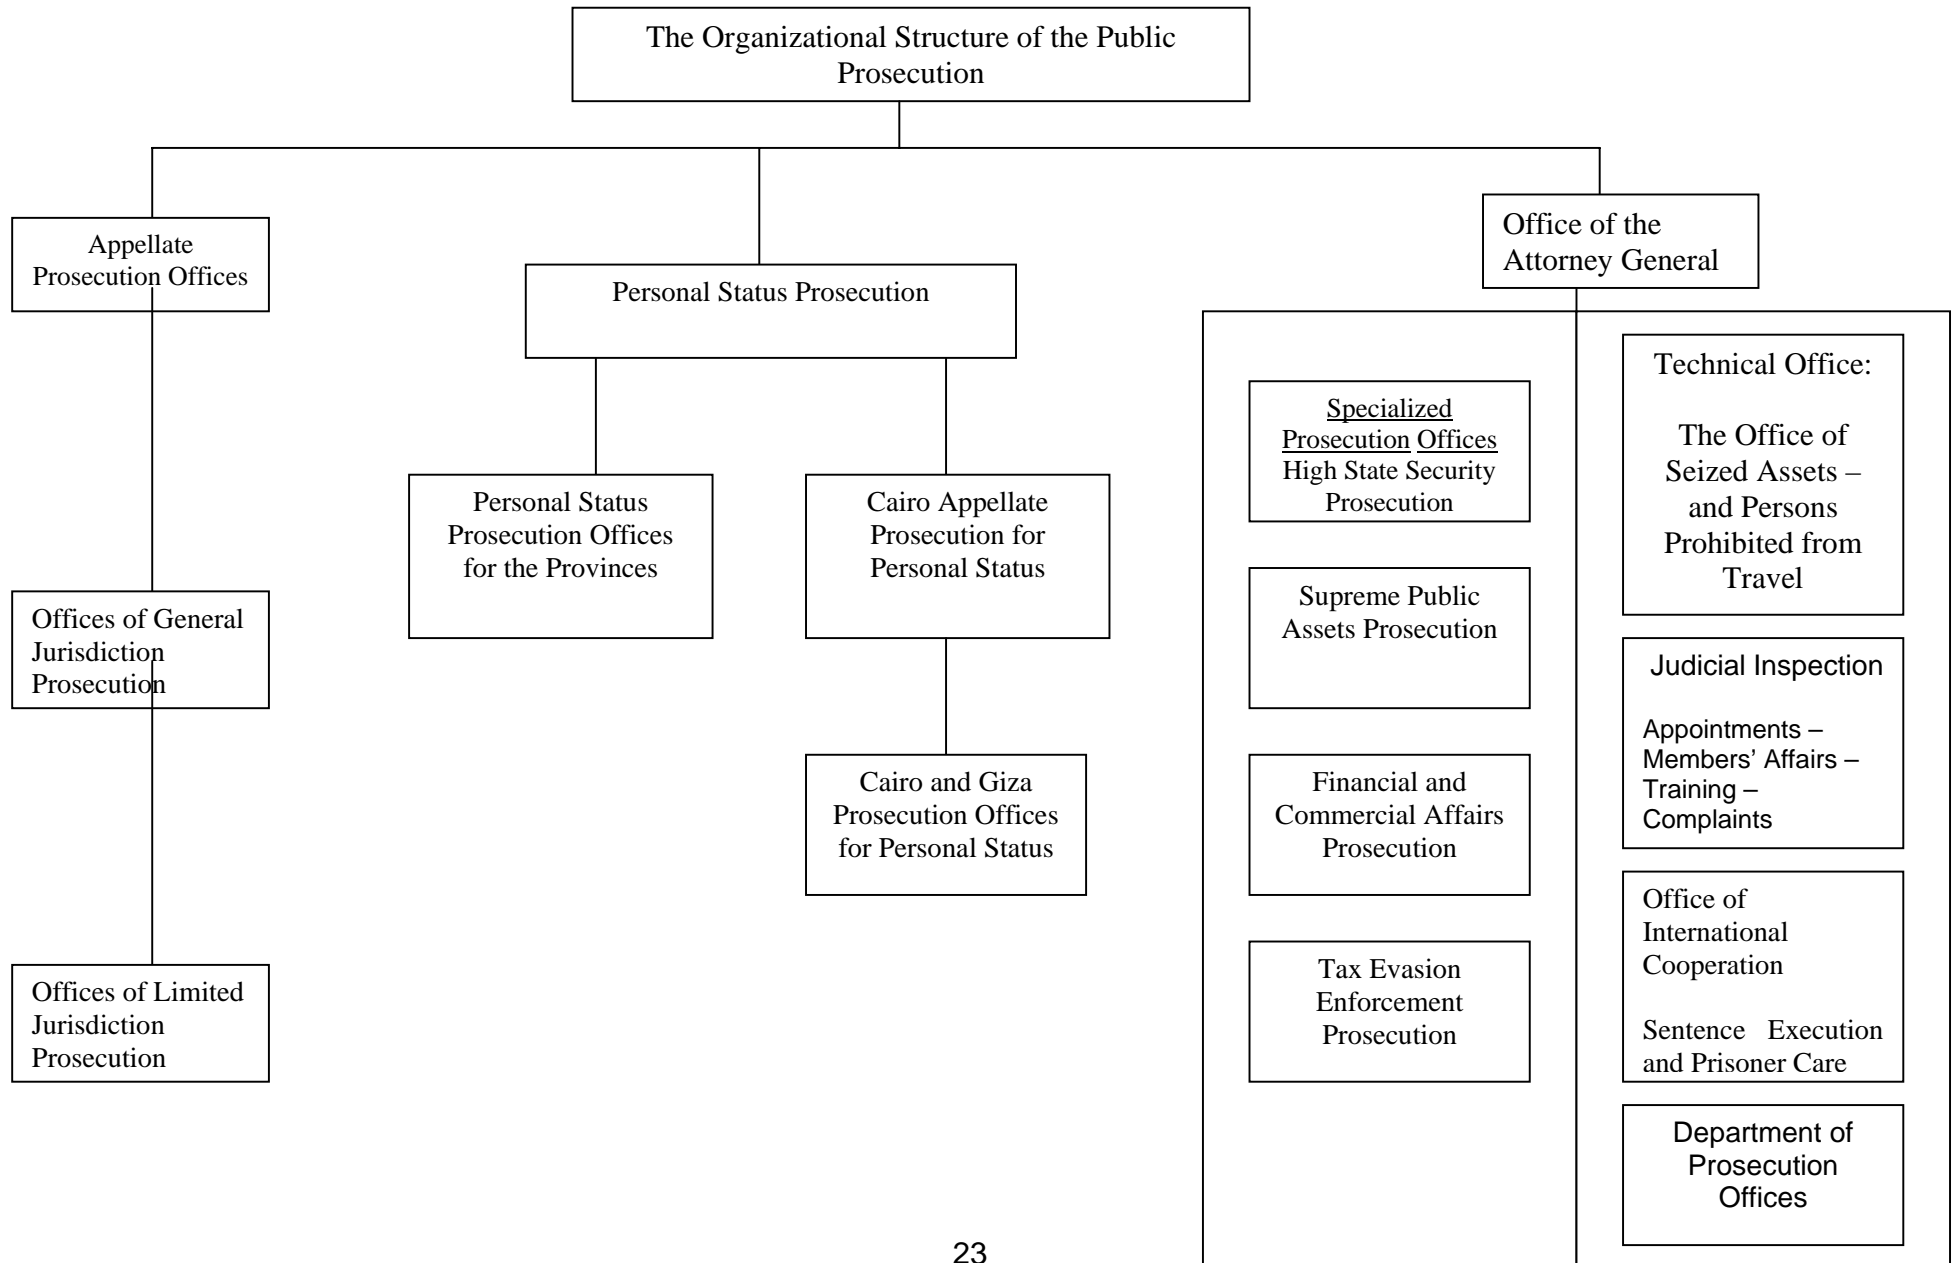 The Organizational Structure of the Public
Prosecution
Appellate
Prosecution Offices
Offices of General
Jurisdiction
Prosecution
Offices of Limited
Jurisdiction
Prosecution
Personal Status Prosecution
Personal Status
Prosecution Offices
for the Provinces
Cairo Appellate
Prosecution for
Personal Status
Cairo and Giza
Prosecution Offices
for Personal Status
Office of the
Attorney General
Specialized
Prosecution Offices
High State Security
Prosecution
Supreme Public
Assets Prosecution
Financial and
Commercial Affairs
Prosecution
Tax Evasion
Enforcement
Prosecution
Technical Office:
The Office of
Seized Assets –
and Persons
Prohibited from
Travel
Judicial Inspection
Appointments –
Members’ Affairs –
Training –
Complaints
Office of
International
Cooperation
Sentence Execution
and Prisoner Care
Department of
Prosecution
Offices
23